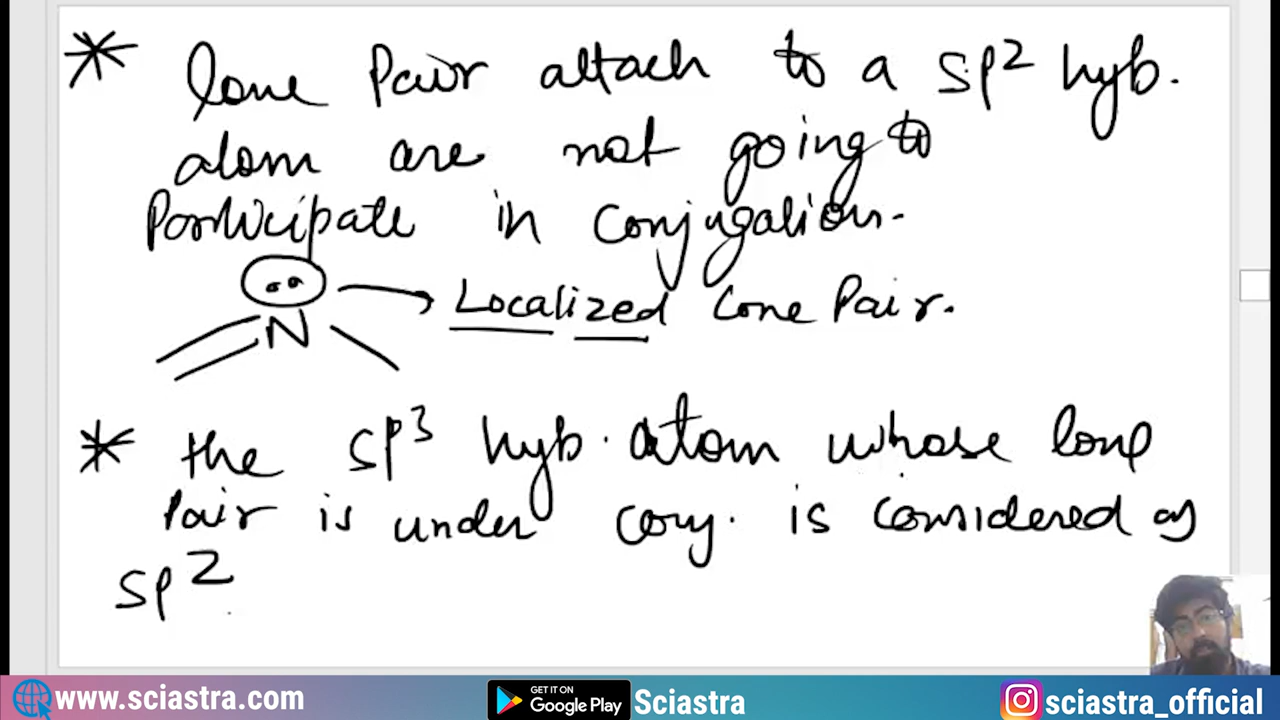 * lone Pair attach to a sp2 hyb.
atom are not going to
Participate in Conjugation.
N → Localized Lone Pair.
* the sp3 hyb. atom whose lone
Pair is under conj. is considered as
sp2
www.sciastra.com
GET IT ON
Google Play
Sciastra
sciastra_official